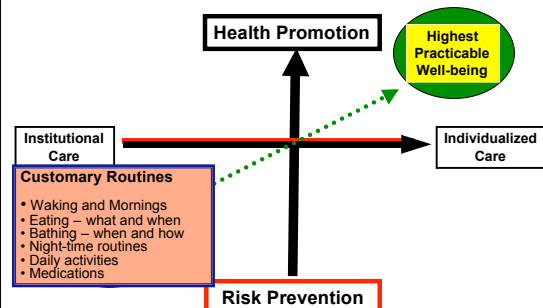 Health Promotion
Highest
Practicable
Well-being
Institutional
Care
Individualized
Care
Customary Routines
• Waking and Mornings
• Eating – what and when
• Bathing – when and how
• Night-time routines
• Daily activities
• Medications
Risk Prevention